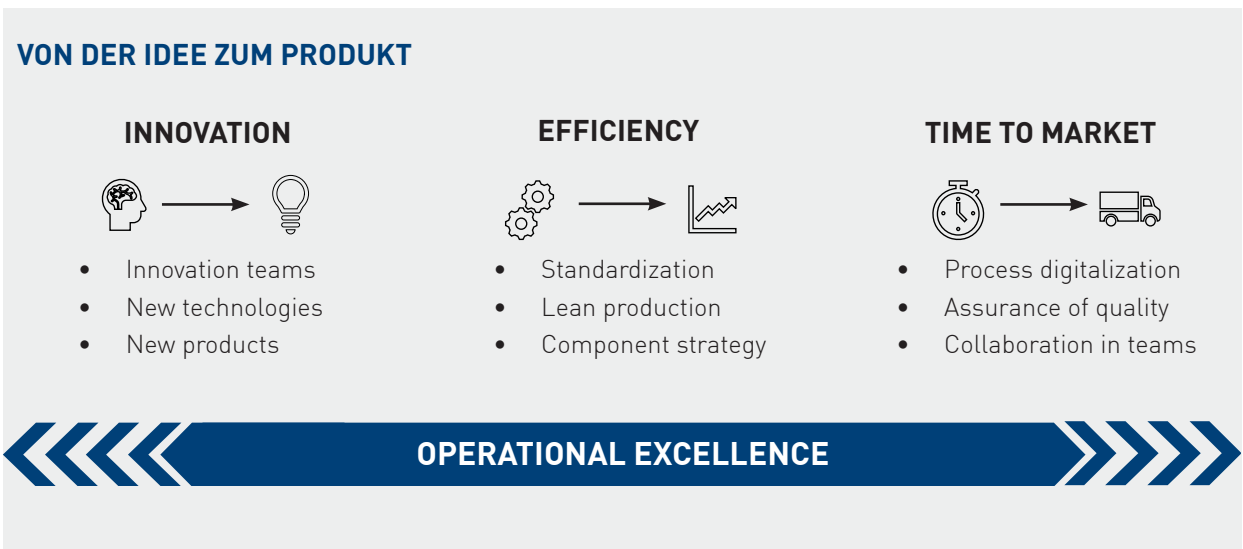 VON DER IDEE ZUM PRODUKT
INNOVATION
• Innovation teams
• New technologies
• New products
EFFICIENCY
• Standardization
• Lean production
• Component strategy
TIME TO MARKET
• Process digitalization
• Assurance of quality
• Collaboration in teams
OPERATIONAL EXCELLENCE